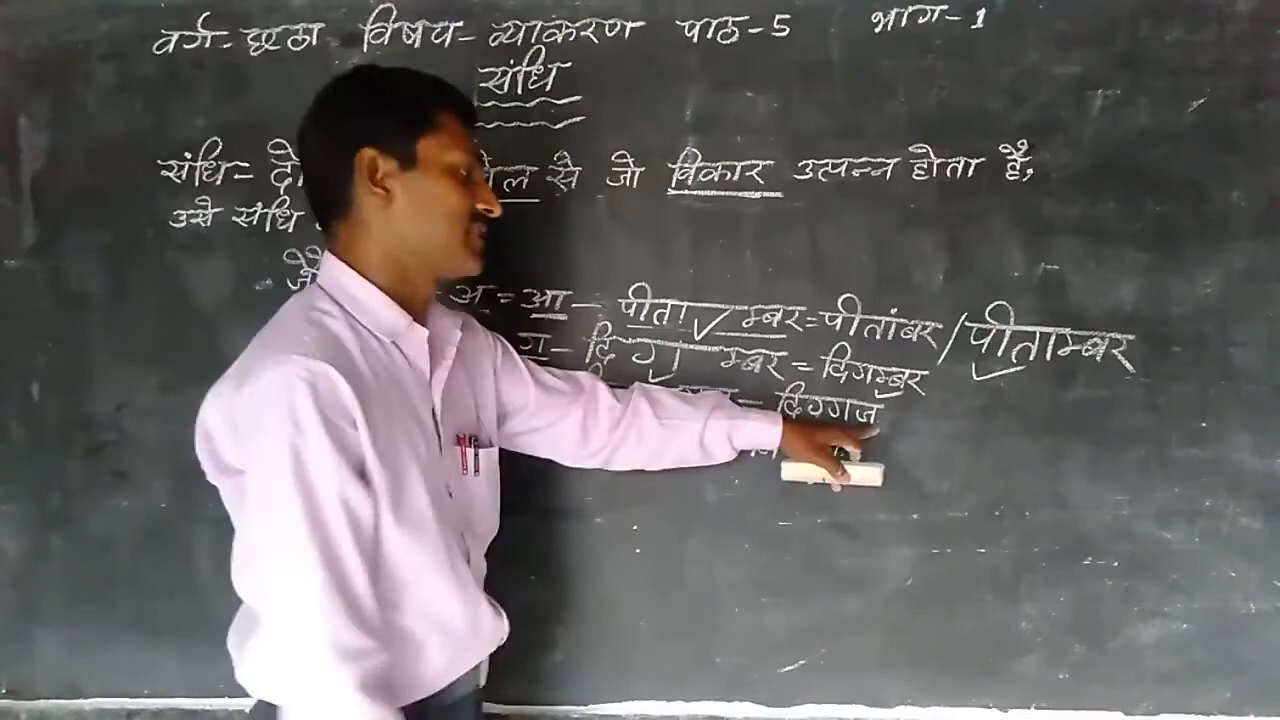 वर्ग- छठा विषय- व्याकरण पाठ-5 भाग-1
संधि
संधि- दो मेल से जो विकार उत्पन्न होता है,
उसे संधि
जैसे
अ = आ - पीता / म्बर = पीतांबर / पीताम्बर
ग - दि ग म्बर = दिगम्बर
दिग्गज